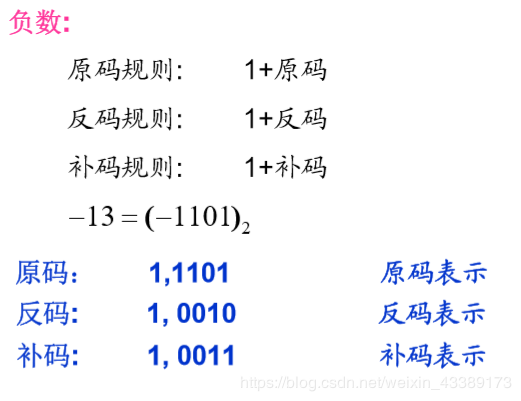 负数:
原码规则: 1+原码
反码规则: 1+反码
补码规则: 1+补码
−13 = (−1101)₂
原码： 1,1101 原码表示
反码: 1, 0010 反码表示
补码: 1, 0011 补码表示
https://blog.csdn.net/weixin_43389173